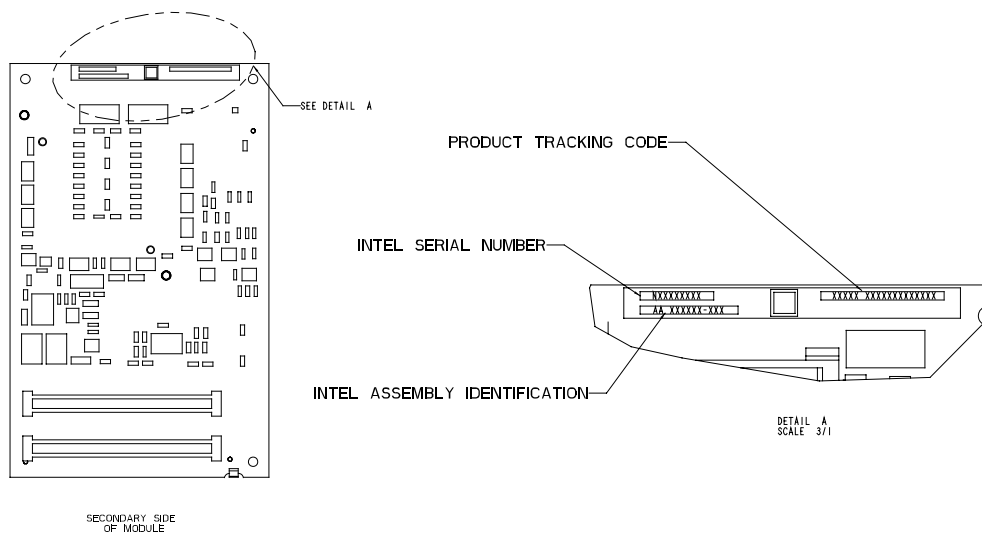 SEE DETAIL A
PRODUCT TRACKING CODE
INTEL SERIAL NUMBER
NXXXXXXXX
XXXXX XXXXXXXXXXXXX
AA XXXXXX-XXX
INTEL ASSEMBLY IDENTIFICATION
DETAIL A
SCALE 3/1
SECONDARY SIDE
OF MODULE